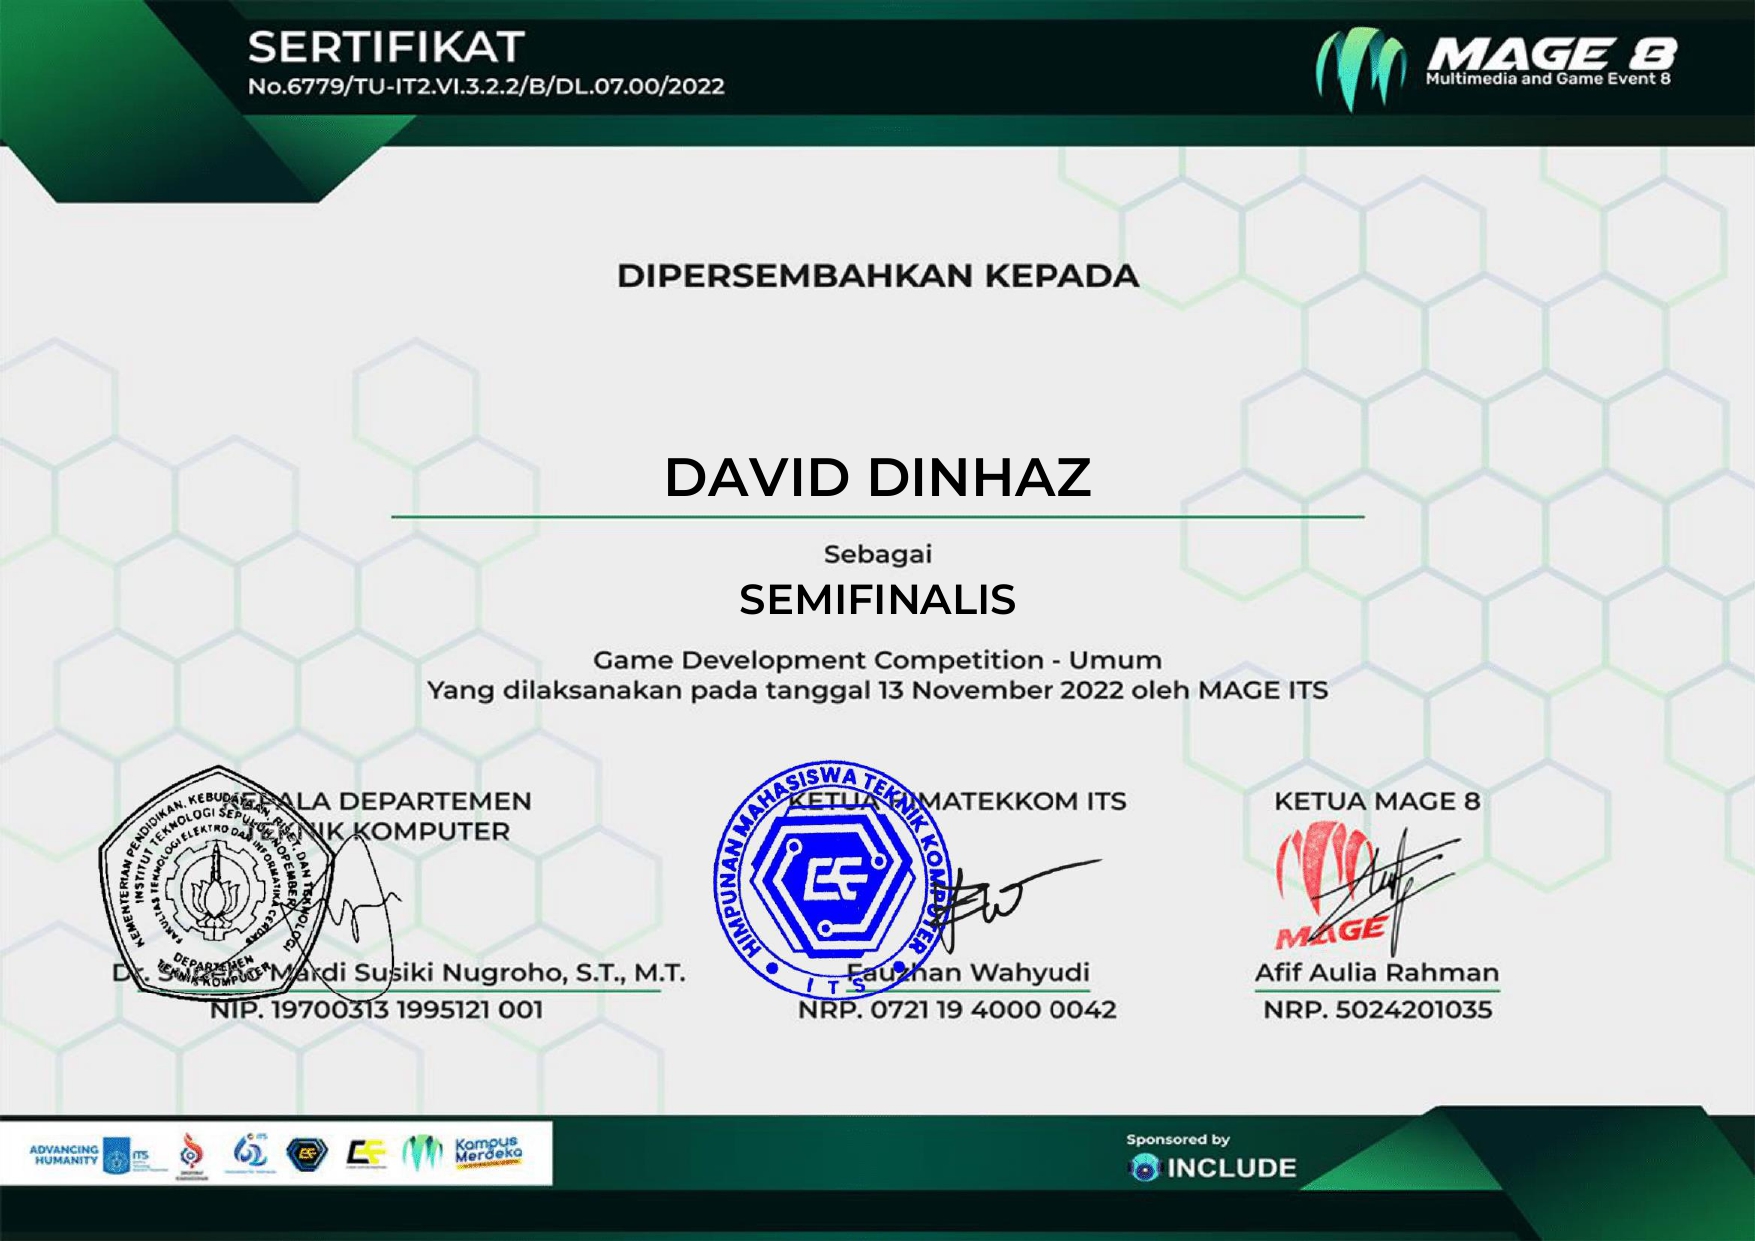 SERTIFIKAT
No.6779/TU-IT2.VI.3.2.2/B/DL.07.00/2022
MAGE 8
Multimedia and Game Event 8
DIPERSEMBAHKAN KEPADA
DAVID DINHAZ
Sebagai
SEMIFINALIS
Game Development Competition - Umum
Yang dilaksanakan pada tanggal 13 November 2022 oleh MAGE ITS
KEPALA DEPARTEMEN
TEKNIK KOMPUTER
KEMENTERIAN PENDIDIKAN, KEBUDAYAAN, RISET, DAN TEKNOLOGI
INSTITUT TEKNOLOGI SEPULUH NOPEMBER
FAKULTAS TEKNOLOGI ELEKTRO DAN INFORMATIKA CERDAS
DEPARTEMEN
TEKNIK KOMPUTER
Mardi Susiki Nugroho, S.T., M.T.
NIP. 19700313 1995121 001
KETUA HIMATEKKOM ITS
HIMPUNAN MAHASISWA TEKNIK KOMPUTER
ITS
Fauzhan Wahyudi
NRP. 0721 19 4000 0042
KETUA MAGE 8
MAGE
Afif Aulia Rahman
NRP. 5024201035
ADVANCING
HUMANITY
ITS
Kampus
Merdeka
Sponsored by
INCLUDE